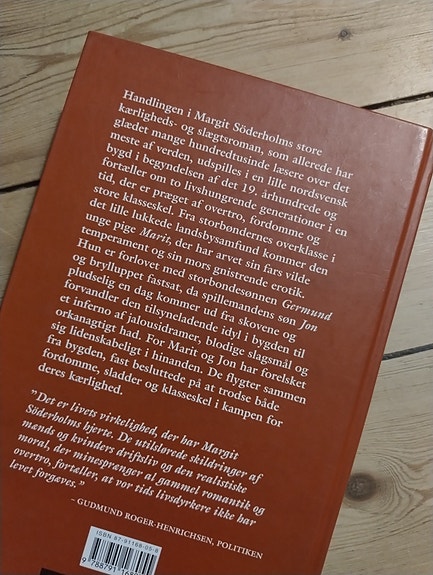 Handlingen i Margit Söderholms store
kærligheds- og slægtsroman, som allerede har
glædet mange hundredtusinde læsere over det
meste af verden, udspilles i en lille nordsvensk
bygd i begyndelsen af det 19. århundrede og
fortæller om to livshungrende generationer i en
tid, der er præget af overtro, fordomme og
store klasseskel. Fra storbøndernes overklasse i
det lille lukkede landsbysamfund kommer den
unge pige Marit, der har arvet sin fars vilde
temperament og sin mors gnistrende erotik.
Hun er forlovet med storbondesønnen Germund
og brylluppet fastsat, da spillemandens søn Jon
pludselig en dag kommer ud fra skovene og
forvandler den tilsyneladende idyl i bygden til
et inferno af jalousidramer, blodige slagsmål og
orkanagtigt had. For Marit og Jon har forelsket
sig lidenskabeligt i hinanden. De flygter sammen
fra bygden, fast besluttede på at trodse både
fordomme, sladder og klasseskel i kampen for
deres kærlighed.
"Det er livets virkelighed, der har Margit
Söderholms hjerte. De utilslørede skildringer af
mænds og kvinders driftsliv og den realistiske
moral, der minesprænger al gammel romantik og
overtro, fortæller, at vor tids livsdyrkere ikke har
levet forgæves."
– GUDMUND ROGER-HENRICHSEN, POLITIKEN
ISBN 87-91168-05-8